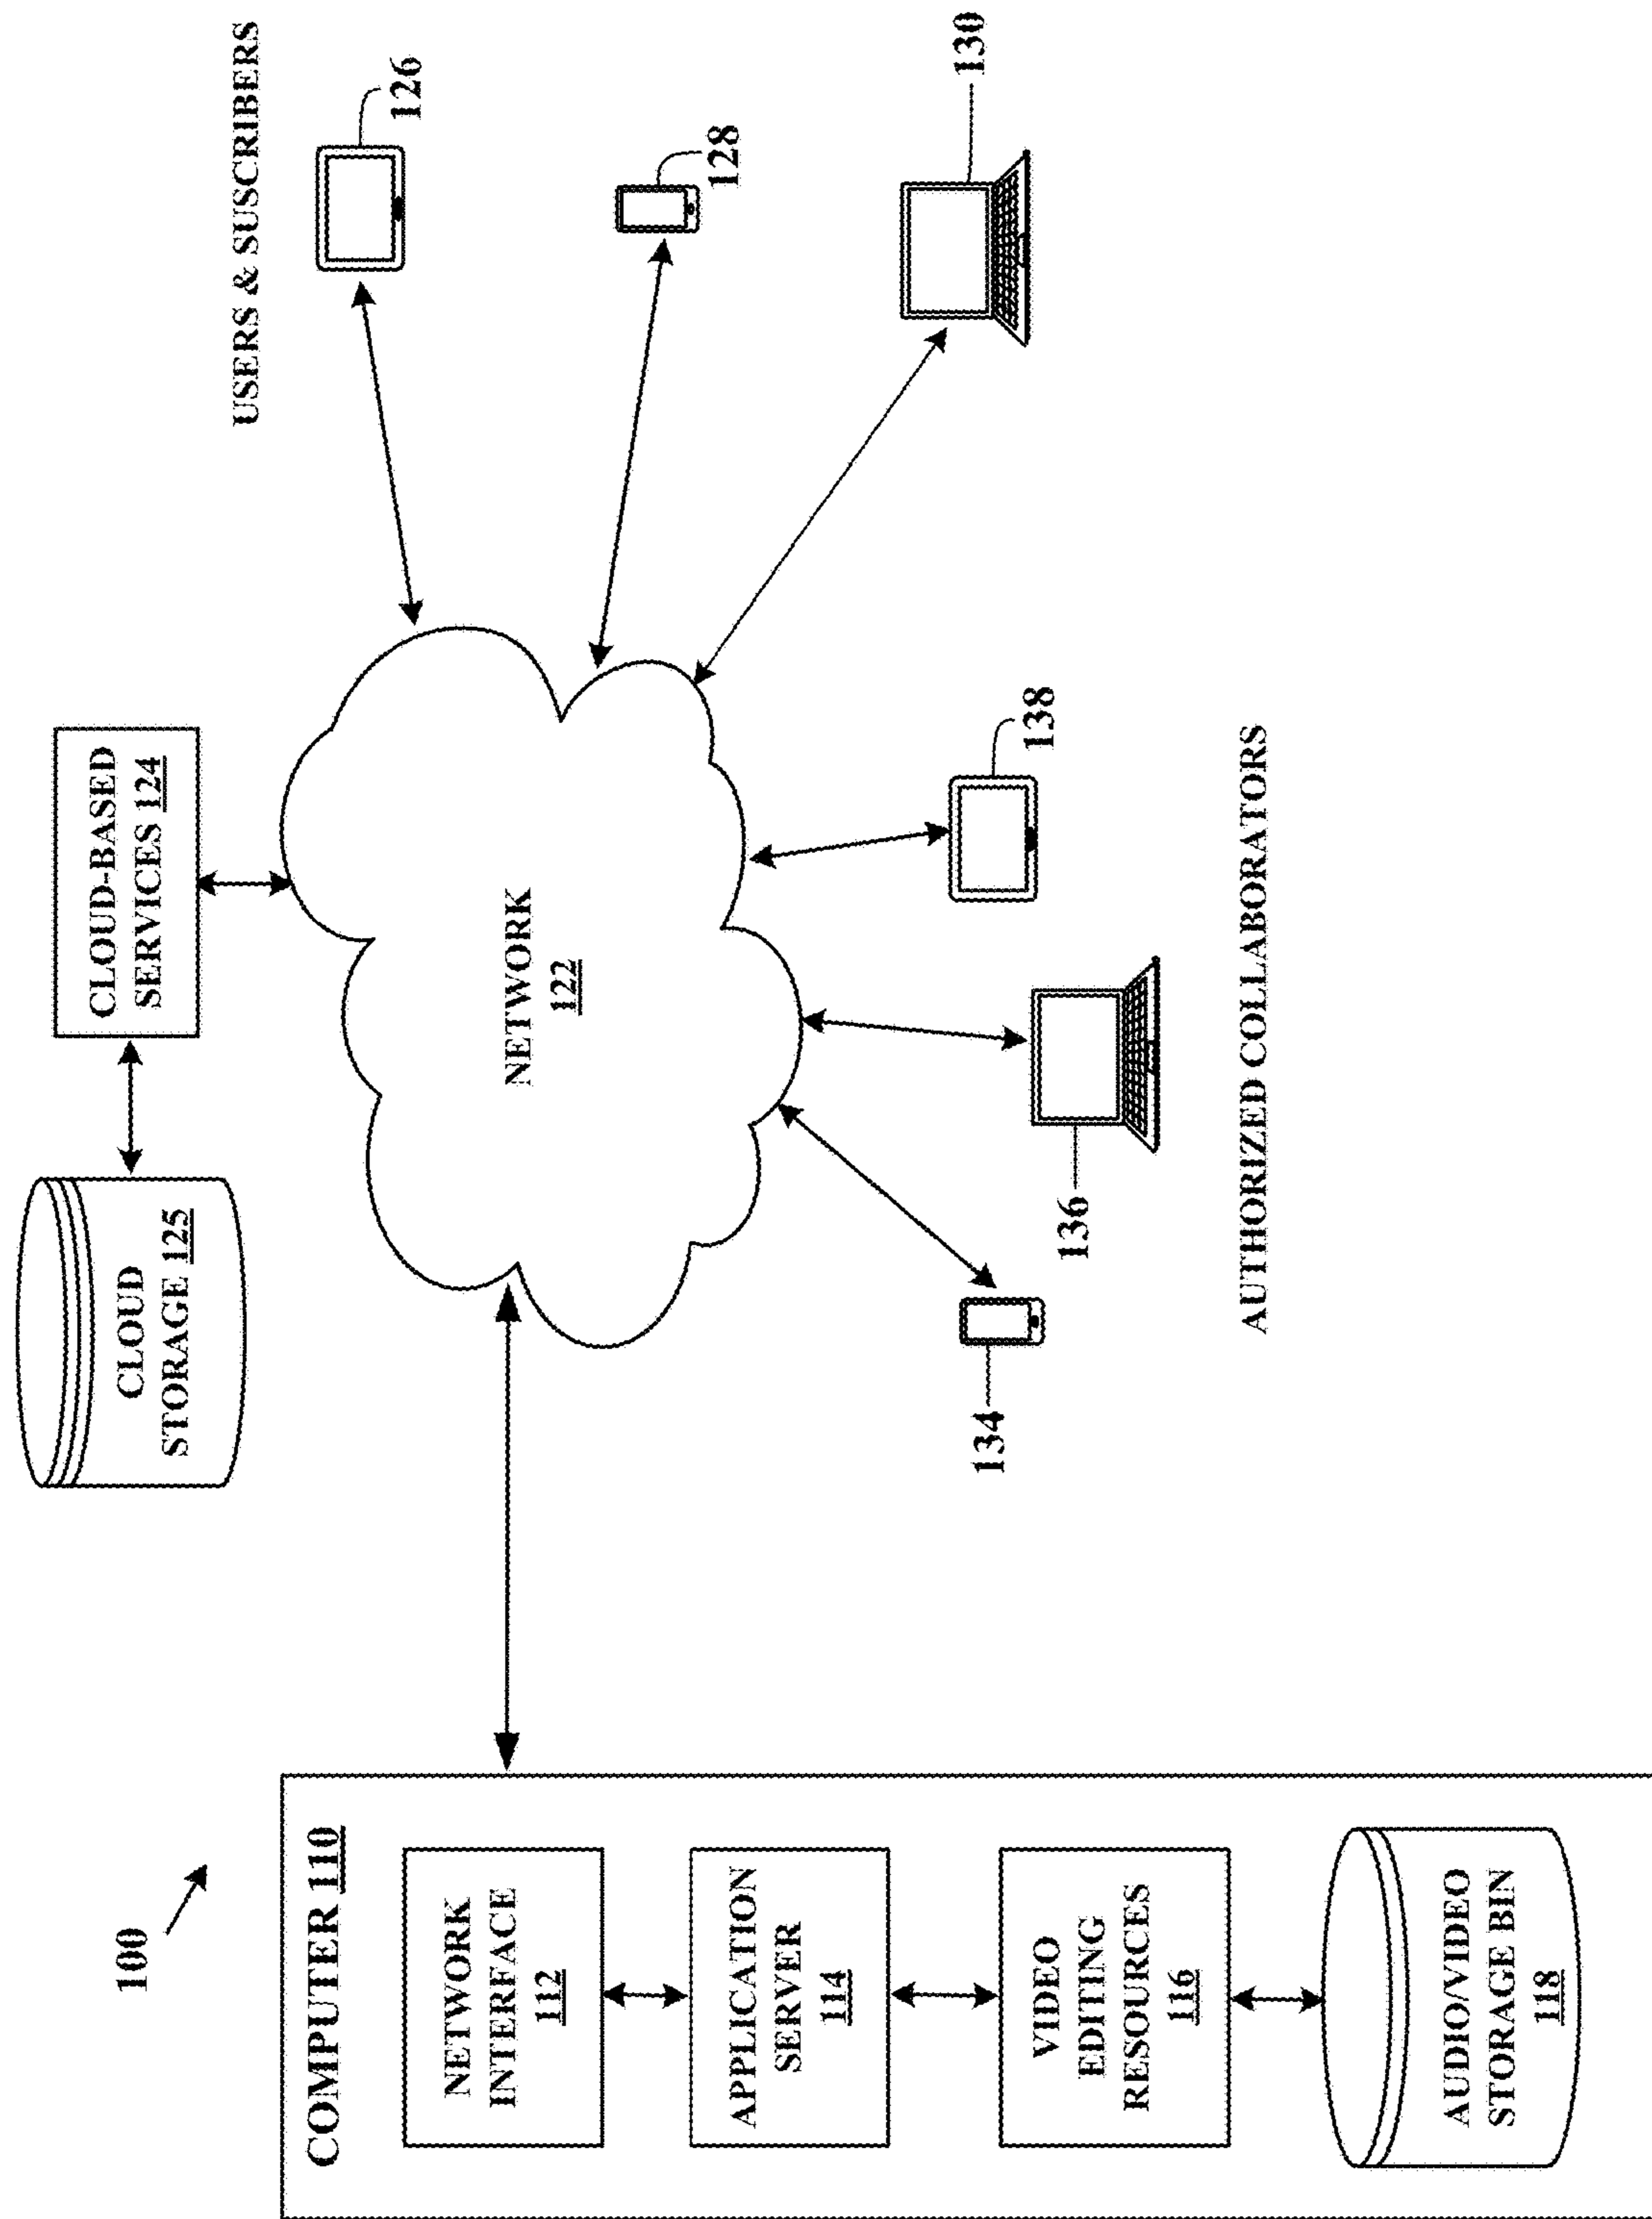 100
COMPUTER 110
NETWORK
INTERFACE
112
APPLICATION
SERVER
114
VIDEO
EDITING
RESOURCES
116
AUDIO/VIDEO
STORAGE BIN
118
CLOUD
STORAGE 125
CLOUD-BASED
SERVICES 124
NETWORK
122
USERS & SUSCRIBERS
126
128
130
134
136
138
AUTHORIZED COLLABORATORS